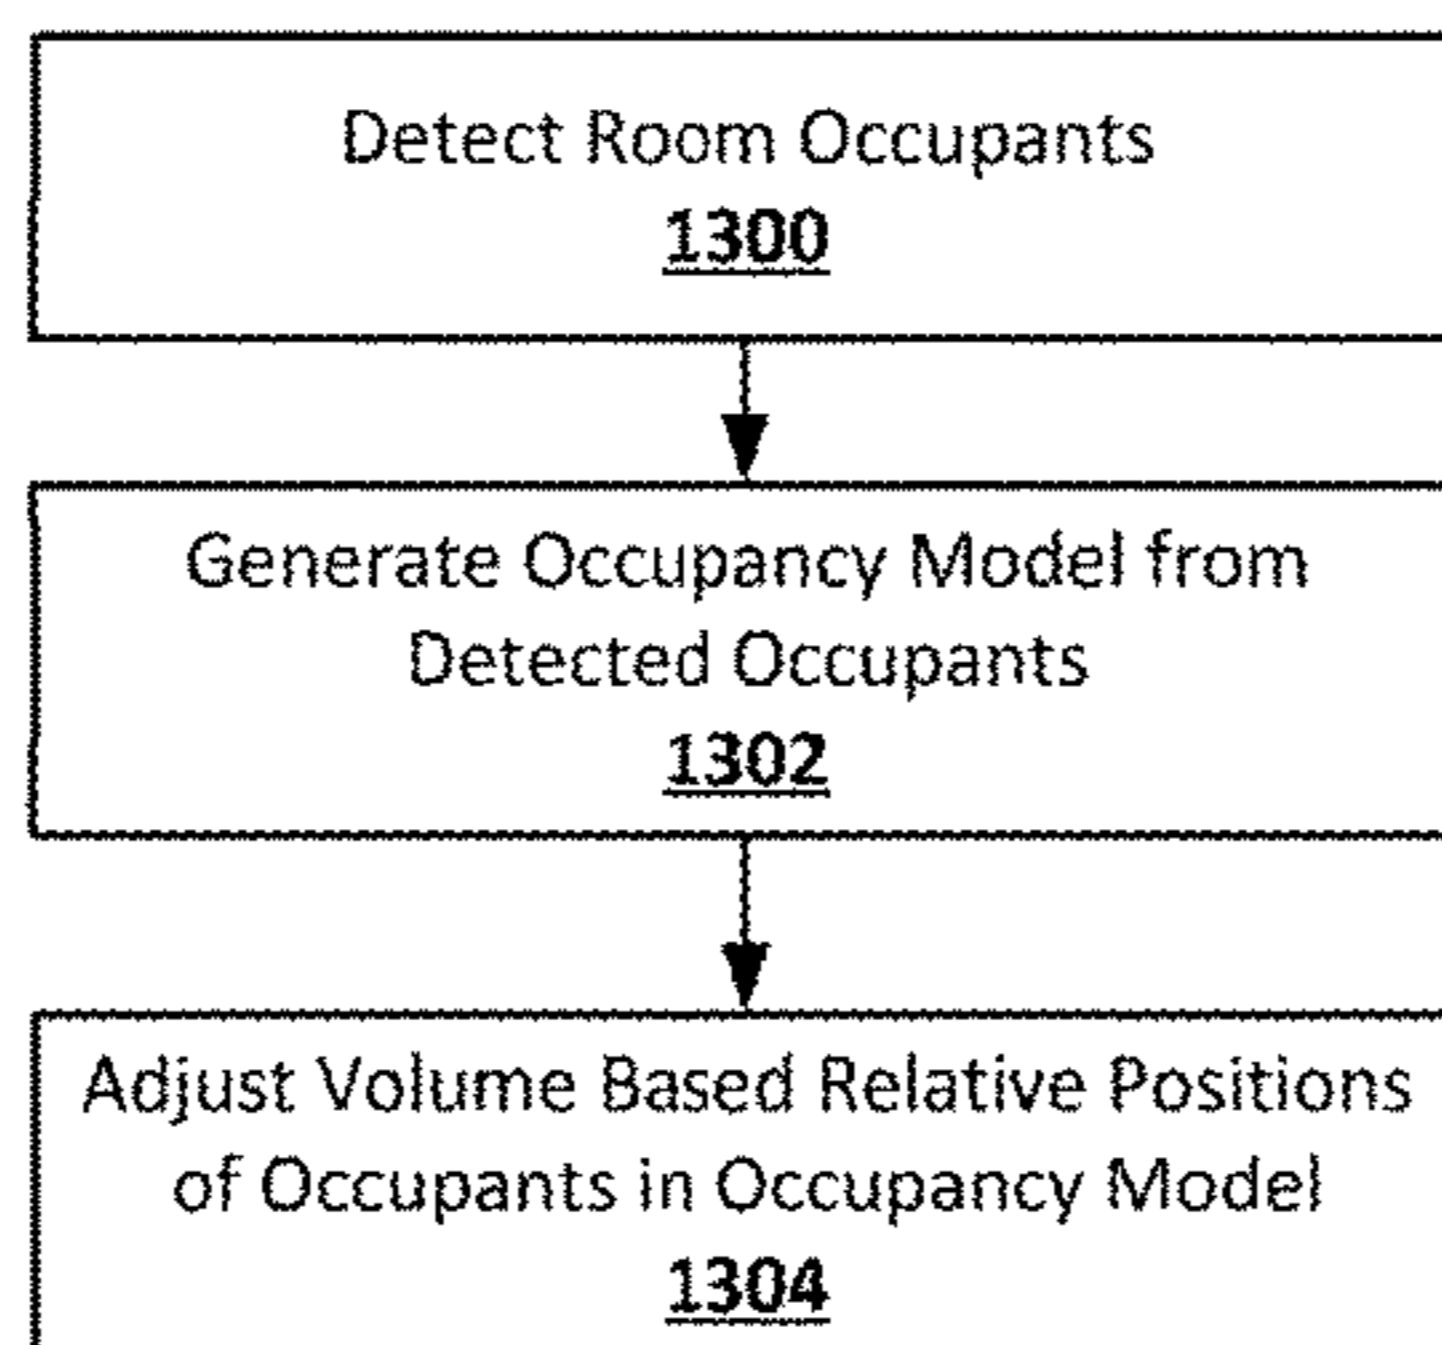 Detect Room Occupants
1300
Generate Occupancy Model from
Detected Occupants
1302
Adjust Volume Based Relative Positions
of Occupants in Occupancy Model
1304